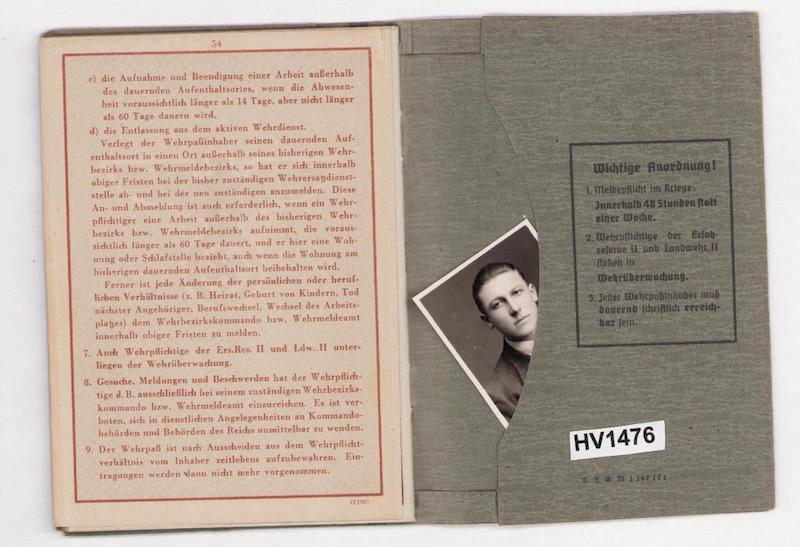 54
c) die Aufnahme und Beendigung einer Arbeit außerhalb
des dauernden Aufenthaltsortes, wenn die Abwesen-
heit voraussichtlich länger als 14 Tage, aber nicht länger
als 60 Tage dauern wird,
d) die Entlassung aus dem aktiven Wehrdienst.
Verlegt der Wehrpaßinhaber seinen dauernden Auf-
enthaltsort in einen Ort außerhalb seines bisherigen Wehr-
bezirks bzw. Wehrmeldebezirks, so hat er sich innerhalb
obiger Fristen bei der bisher zuständigen Wehrersatzdienst-
stelle ab- und bei der neu zuständigen anzumelden. Diese
An- und Abmeldung ist auch erforderlich, wenn ein Wehr-
pflichtiger eine Arbeit außerhalb des bisherigen Wehr-
bezirks bzw. Wehrmeldebezirks aufnimmt, die voraus-
sichtlich länger als 60 Tage dauert, und er hier eine Woh-
nung oder Schlafstelle bezieht, auch wenn die Wohnung am
bisherigen dauernden Aufenthaltsort beibehalten wird.
Ferner ist jede Änderung der persönlichen oder beruf-
lichen Verhältnisse (z. B. Heirat, Geburt von Kindern, Tod
nächster Angehöriger, Berufswechsel, Wechsel des Arbeits-
platzes) dem Wehrbezirkskommando bzw. Wehrmeldeamt
innerhalb obiger Fristen zu melden.
7. Auch Wehrpflichtige der Ers.Res. II und Ldw. II unter-
liegen der Wehrüberwachung.
8. Gesuche, Meldungen und Beschwerden hat der Wehrpflich-
tige d. B. ausschließlich bei seinem zuständigen Wehrbezirks-
kommando bzw. Wehrmeldeamt einzureichen. Es ist ver-
boten, sich in dienstlichen Angelegenheiten an Kommando-
behörden und Behörden des Reichs unmittelbar zu wenden.
9. Der Wehrpaß ist nach Ausscheiden aus dem Wehrpflicht-
verhältnis vom Inhaber zeitlebens aufzubewahren. Ein-
tragungen werden dann nicht mehr vorgenommen.
Wichtige Anordnung!
1. Meldepflicht im Kriege:
Innerhalb 48 Stunden statt
einer Woche.
2. Wehrpflichtige der Ersatz-
reserve II und Landwehr II
stehen in
Wehrüberwachung.
3. Jeder Wehrpaßinhaber muß
dauernd schriftlich erreich-
bar sein.
HV1476